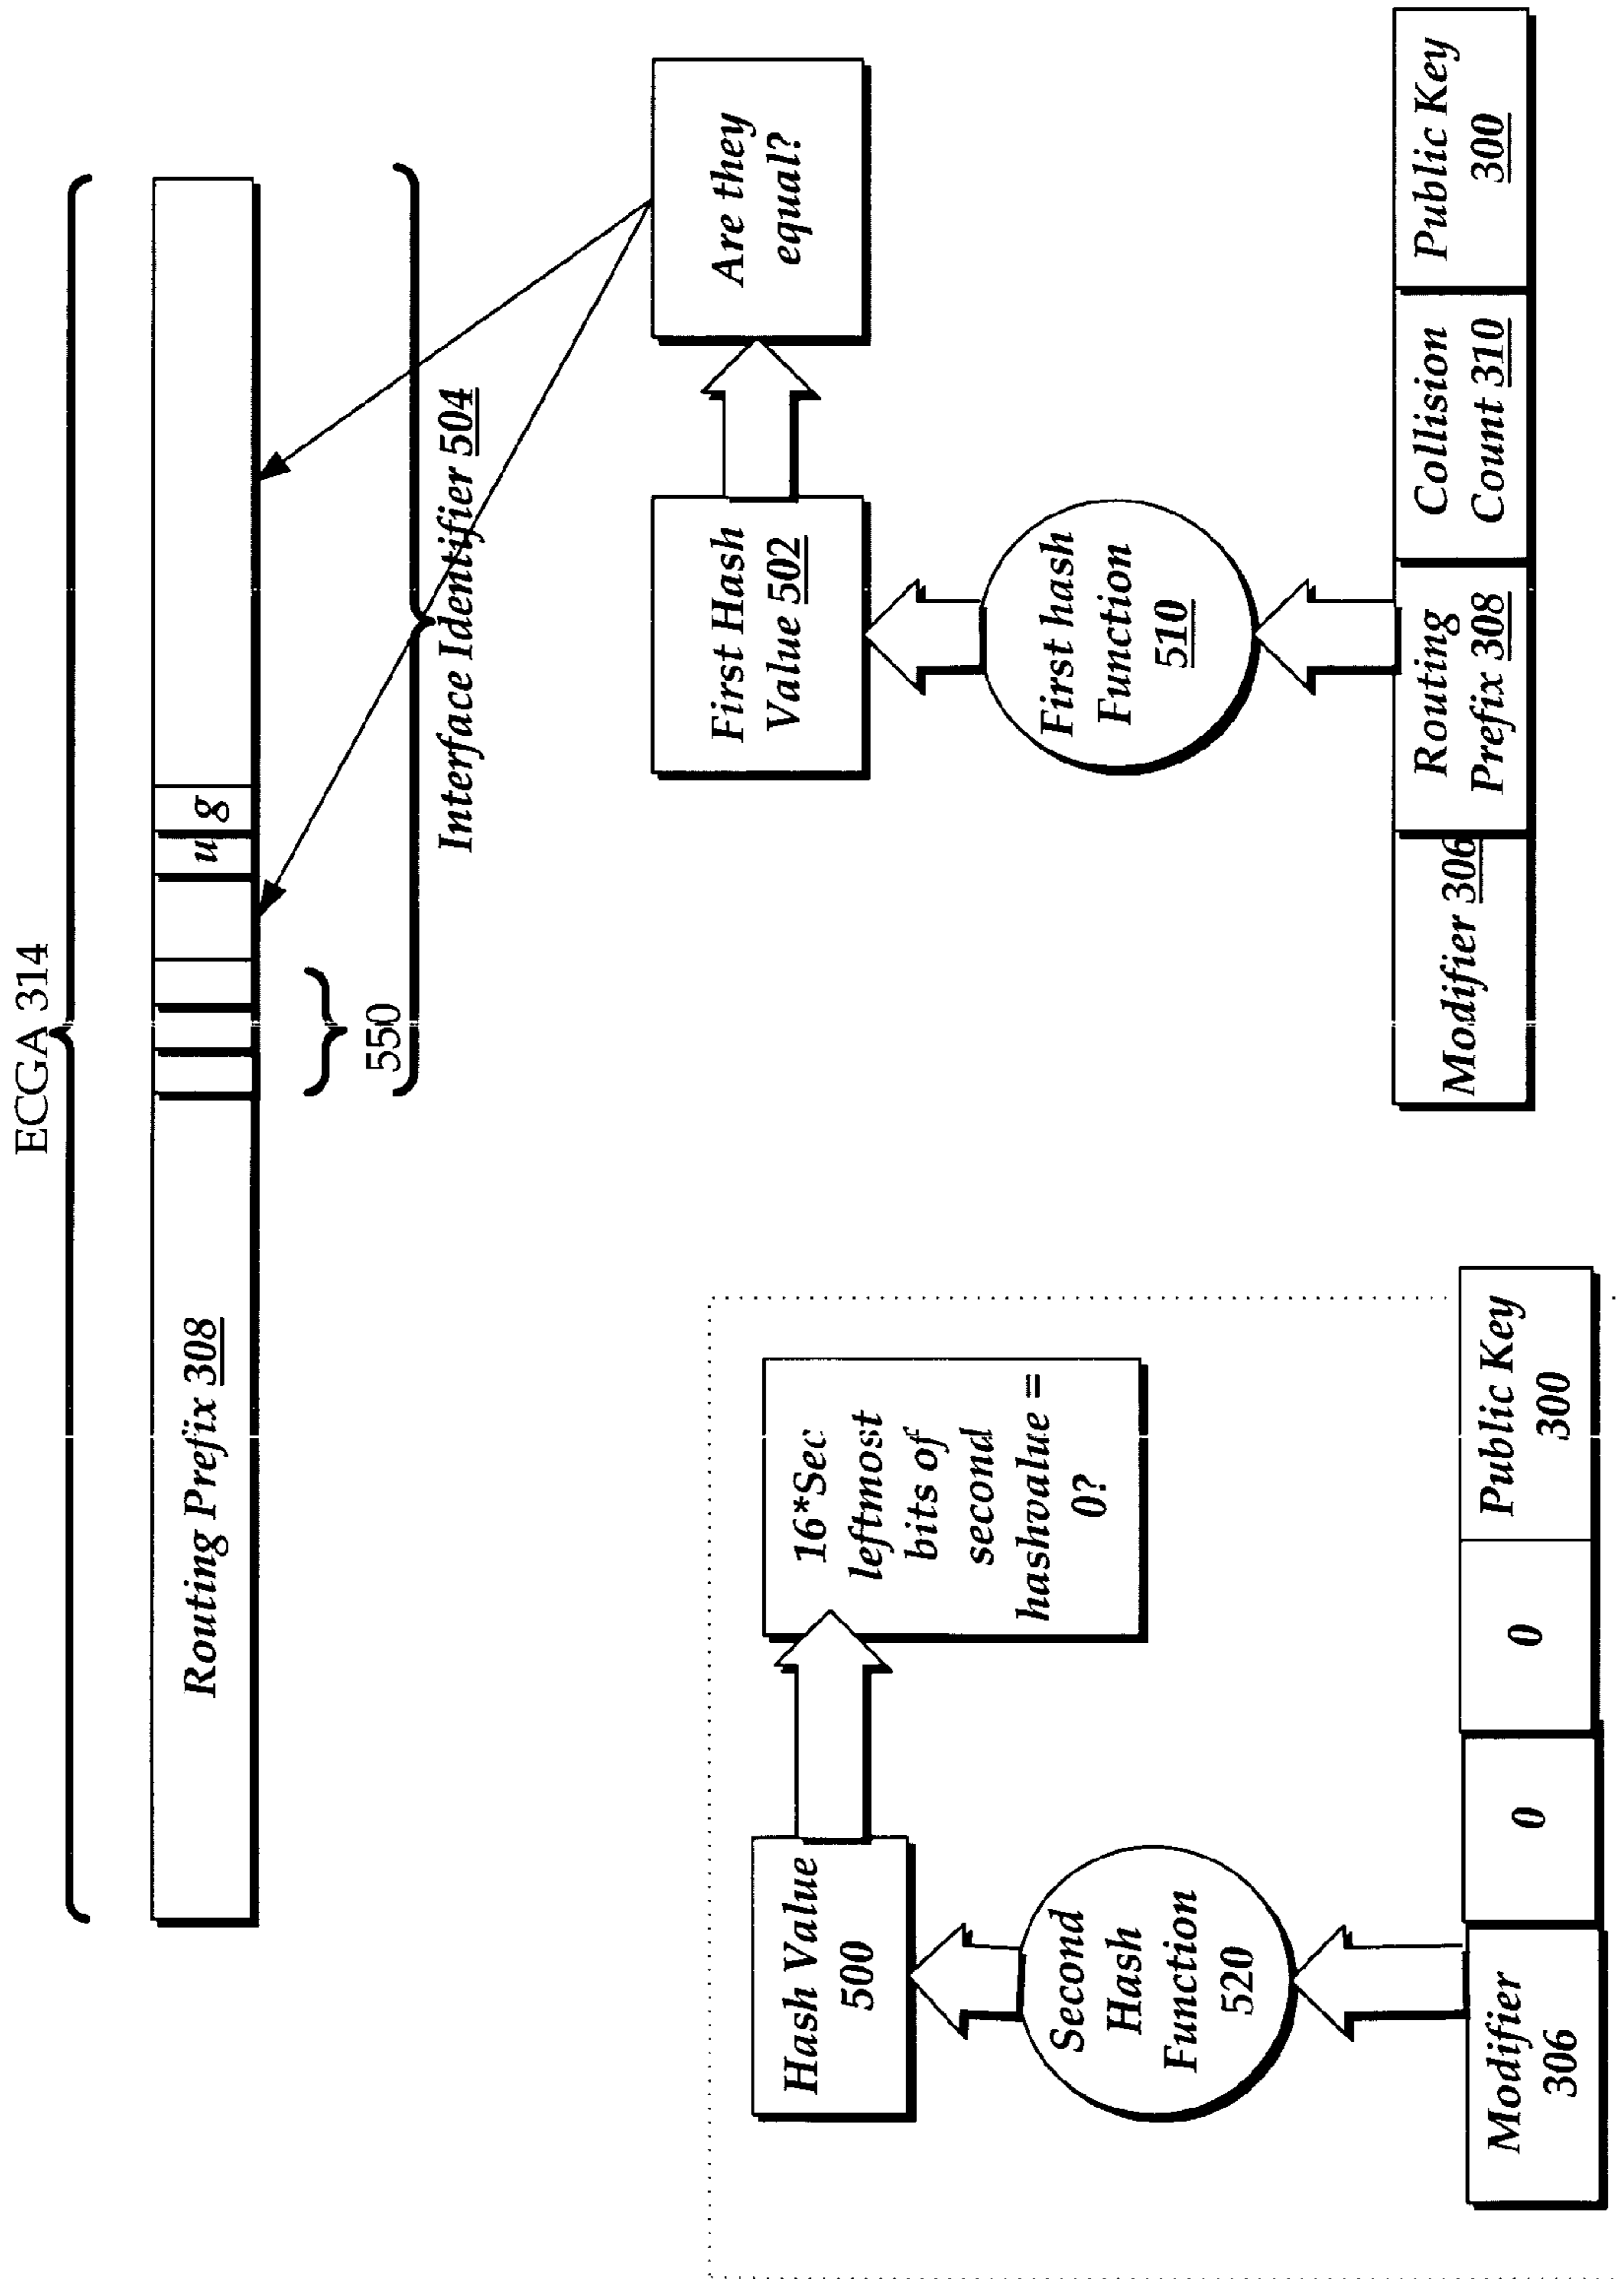 ECGA 314
Routing Prefix 308
u
g
550
Interface Identifier 504
Hash Value
500
16*Sec
leftmost
bits of
second
hashvalue =
0?
Second
Hash
Function
520
Modifier
306
0
0
Public Key
300
First Hash
Value 502
Are they
equal?
First hash
Function
510
Modifier 306
Routing
Prefix 308
Collision
Count 310
Public Key
300